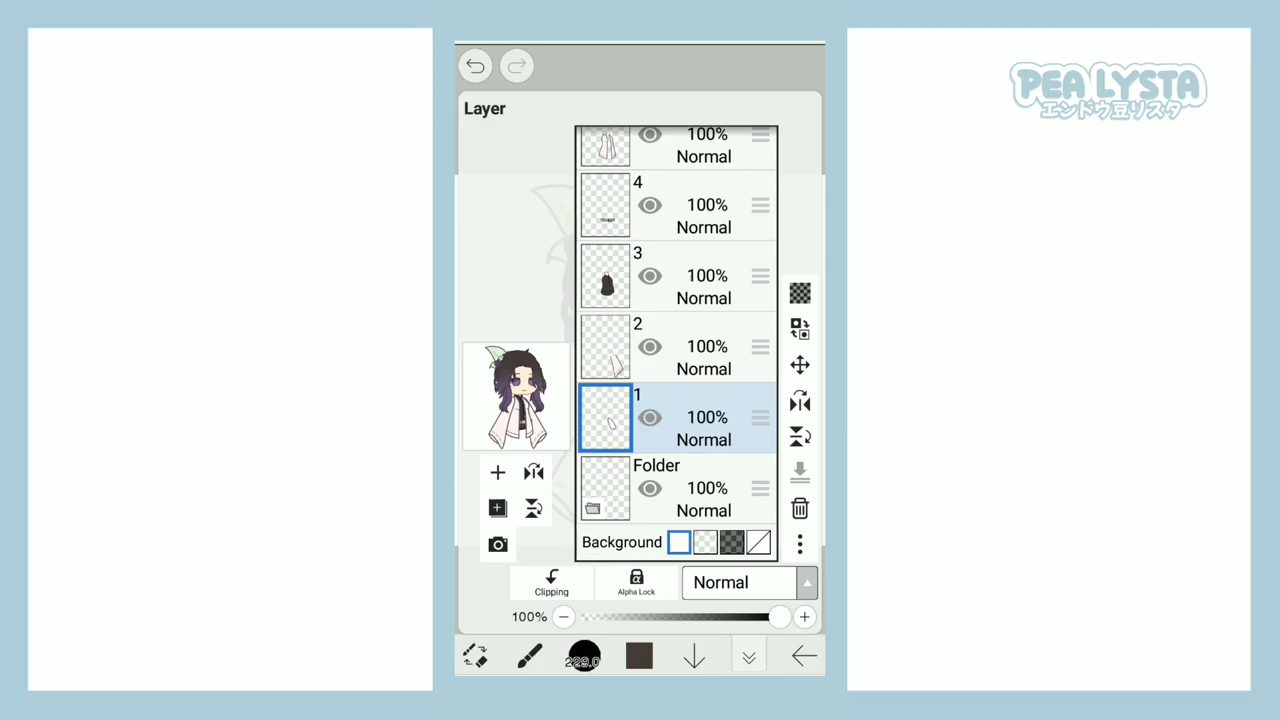 PEA LYSTA
エンドウ豆リスタ
Layer
100%
Normal
4
100%
Normal
3
100%
Normal
2
100%
Normal
1
100%
Normal
Folder
100%
Normal
Background
Clipping
Alpha Lock
Normal
100%
229.0